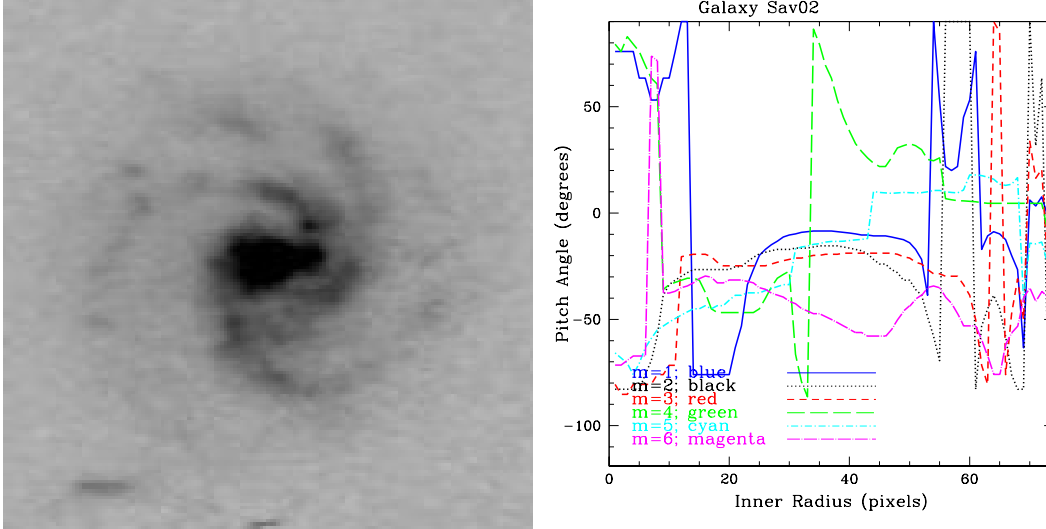 Galaxy Sav02
50
0
-50
-100
Pitch Angle (degrees)
m=1; blue
m=2; black
m=3; red
m=4; green
m=5; cyan
m=6; magenta
0 20 40 60
Inner Radius (pixels)